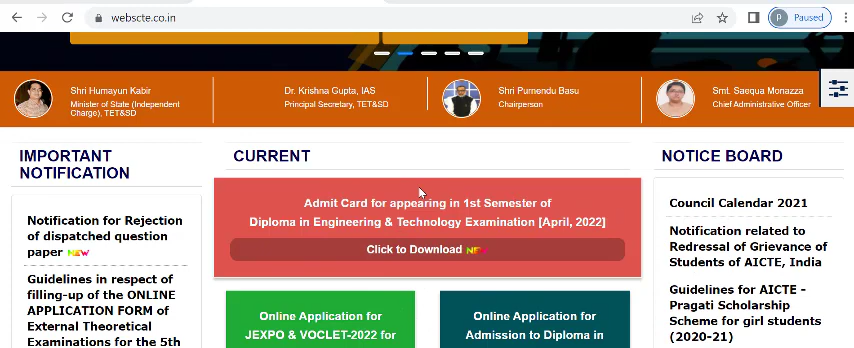 webscte.co.in
P Paused
Shri Humayun Kabir
Minister of State (Independent
Charge), TET&SD
Dr. Krishna Gupta, IAS
Principal Secretary, TET&SD
Shri Purnendu Basu
Chairperson
Smt. Saequa Monazza
Chief Administrative Officer
IMPORTANT
NOTIFICATION
Notification for Rejection
of dispatched question
paper NEW
Guidelines in respect of
filling-up of the ONLINE
APPLICATION FORM of
External Theoretical
Examinations for the 5th
CURRENT
Admit Card for appearing in 1st Semester of
Diploma in Engineering & Technology Examination [April, 2022]
Click to Download NEW
Online Application for
JEXPO & VOCLET-2022 for
Online Application for
Admission to Diploma in
NOTICE BOARD
Council Calendar 2021
Notification related to
Redressal of Grievance of
Students of AICTE, India
Guidelines for AICTE -
Pragati Scholarship
Scheme for girl students
(2020-21)